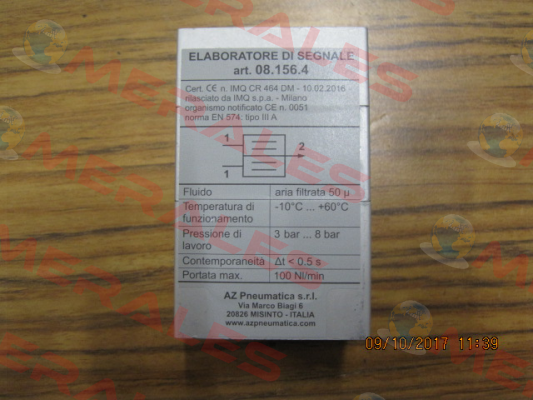 ELABORATORE DI SEGNALE
art. 08.156.4
Cert. CE n. IMQ CR 464 DM - 10.02.2016
rilasciato da IMQ s.p.a. - Milano
organismo notificato CE n. 0051
norma EN 574: tipo III A
1
2
1
Fluido aria filtrata 50 µ
Temperatura di funzionamento -10°C ... +60°C
Pressione di lavoro 3 bar ... 8 bar
Contemporaneità Δt < 0.5 s
Portata max. 100 Nl/min
AZ Pneumatica s.r.l.
Via Marco Biagi 6
20826 MISINTO - ITALIA
www.azpneumatica.com
09/10/2017 11:39
MERALES